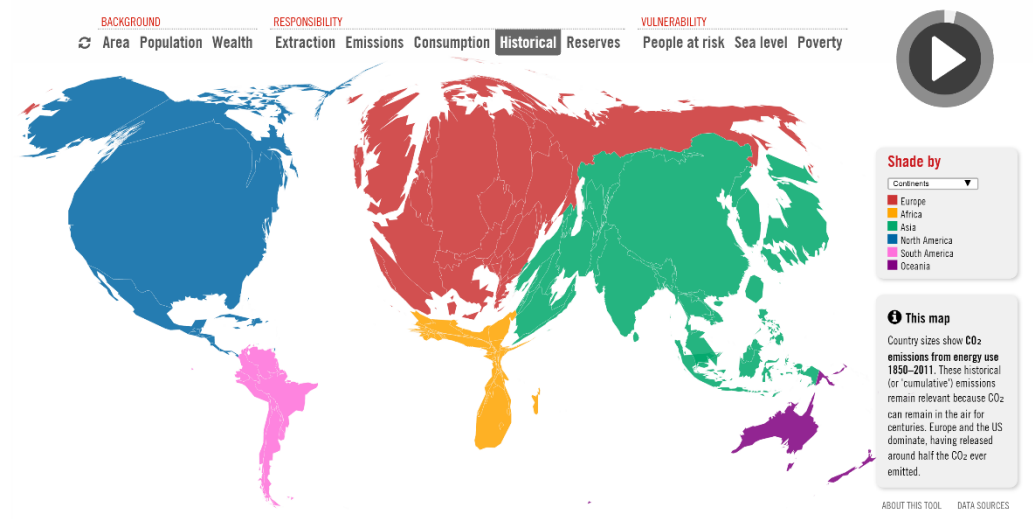 BACKGROUND RESPONSIBILITY VULNERABILITY
Area Population Wealth Extraction Emissions Consumption Historical Reserves People at risk Sea level Poverty
Shade by
Continents
Europe
Africa
Asia
North America
South America
Oceania
This map
Country sizes show CO₂
emissions from energy use
1850–2011. These historical
(or 'cumulative') emissions
remain relevant because CO₂
can remain in the air for
centuries. Europe and the US
dominate, having released
around half the CO₂ ever
emitted.
ABOUT THIS TOOL DATA SOURCES